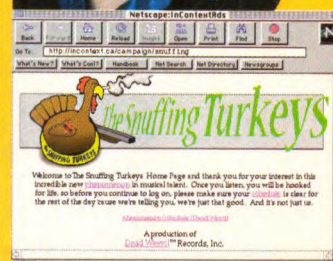 Netscape:InContentAds
Back Forward Home Reload Images Open Print Find Stop
Go To: http://incontext.ca/campaign/snuffing
What's New? What's Cool? Handbook Net Search Net Directory Newsgroups
The Snuffing Turkeys
SNUFFING TURKEYS
Welcome to The Snuffing Turkeys Home Page and thank you for your interest in this
incredible new phenomenon in musical talent. Once you listen, you will be hooked
for life, so before you continue to log on, please make sure your schedule is clear for
the rest of the day 'cause we're telling you, we're just that good. And it's not just us.
A production of
Dead Weevil™ Records, Inc.